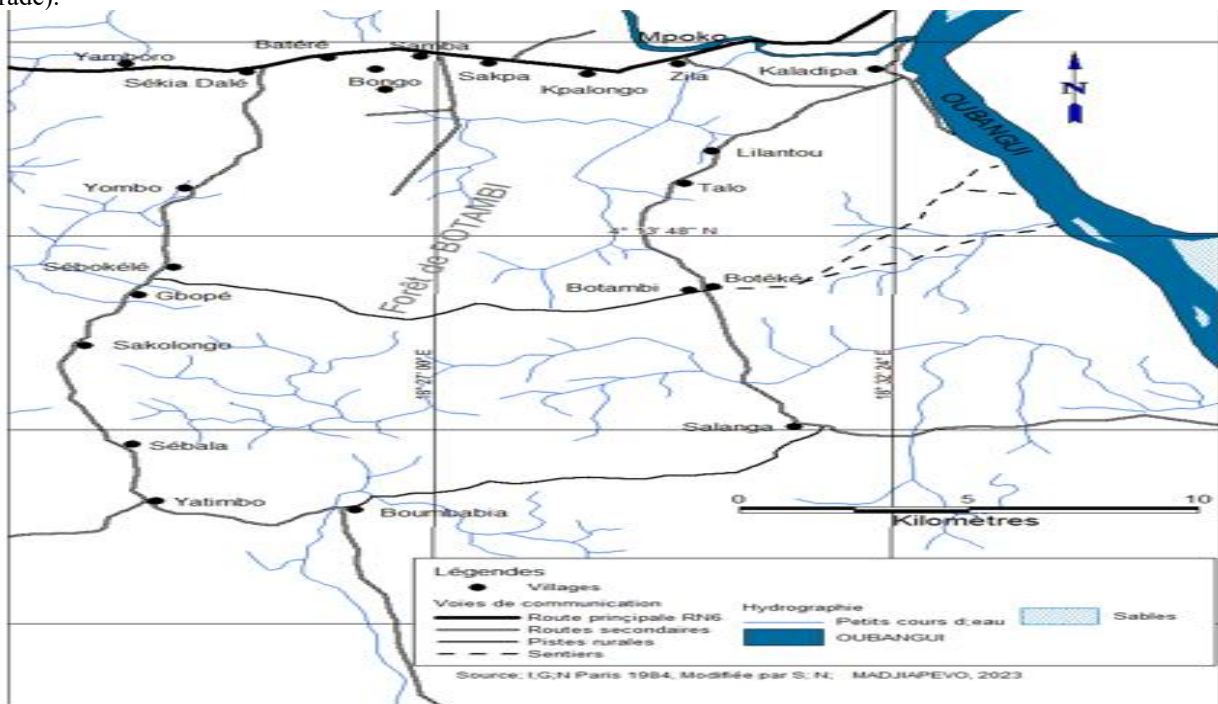 Mpoko
Yamboro
Batéré
Samba
Sékia Dalé
Bongo
Sakpa
Kpalongo
Zila
Kaladipa
N
OUBANGUI
Lilantou
Yombo
Talo
Forêt de BOTAMBI
4° 13' 48'' N
Sébokélé
Gbopé
Botambi
Botéké
Sakolongo
18° 27' 00'' E
18° 32' 24'' E
Salanga
Sébala
Yatimbo
Boumbabia
0 5 10
Kilomètres
Légendes
Villages
Voies de communication
Route principale RN6
Routes secondaires
Pistes rurales
Sentiers
Hydrographie
Petits cours d;eau
OUBANGUI
Sables
Source; I;G;N Paris 1984, Modifiée par S; N; MADJIAPEVO, 2023